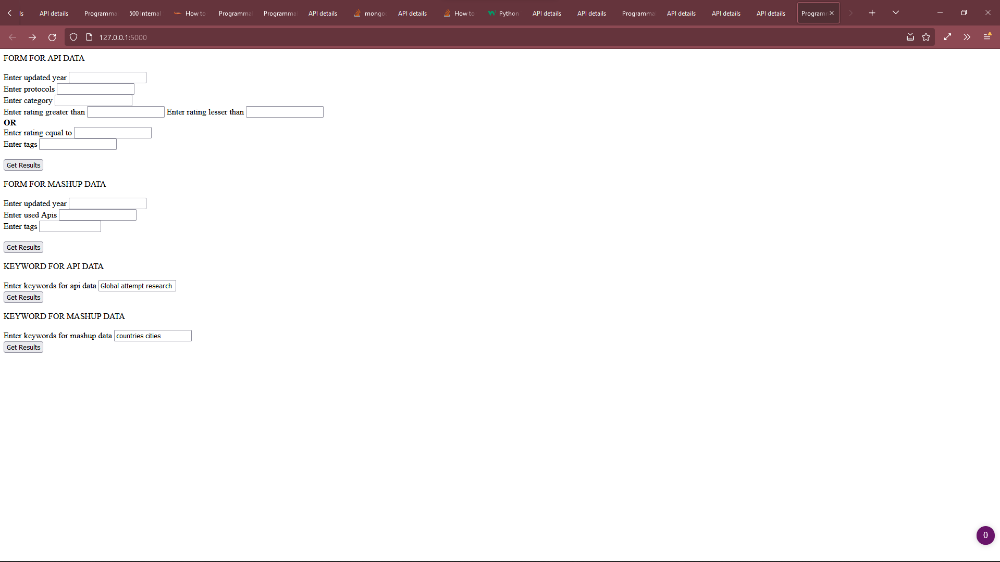 ls API details Programma 500 Internal How to Programma Programma API details mongo API details How to Python API details API details Programma API details API details API details Programm
127.0.0.1:5000
FORM FOR API DATA
Enter updated year
Enter protocols
Enter category
Enter rating greater than Enter rating lesser than
OR
Enter rating equal to
Enter tags
Get Results
FORM FOR MASHUP DATA
Enter updated year
Enter used Apis
Enter tags
Get Results
KEYWORD FOR API DATA
Enter keywords for api data Global attempt research
Get Results
KEYWORD FOR MASHUP DATA
Enter keywords for mashup data countries cities
Get Results
0